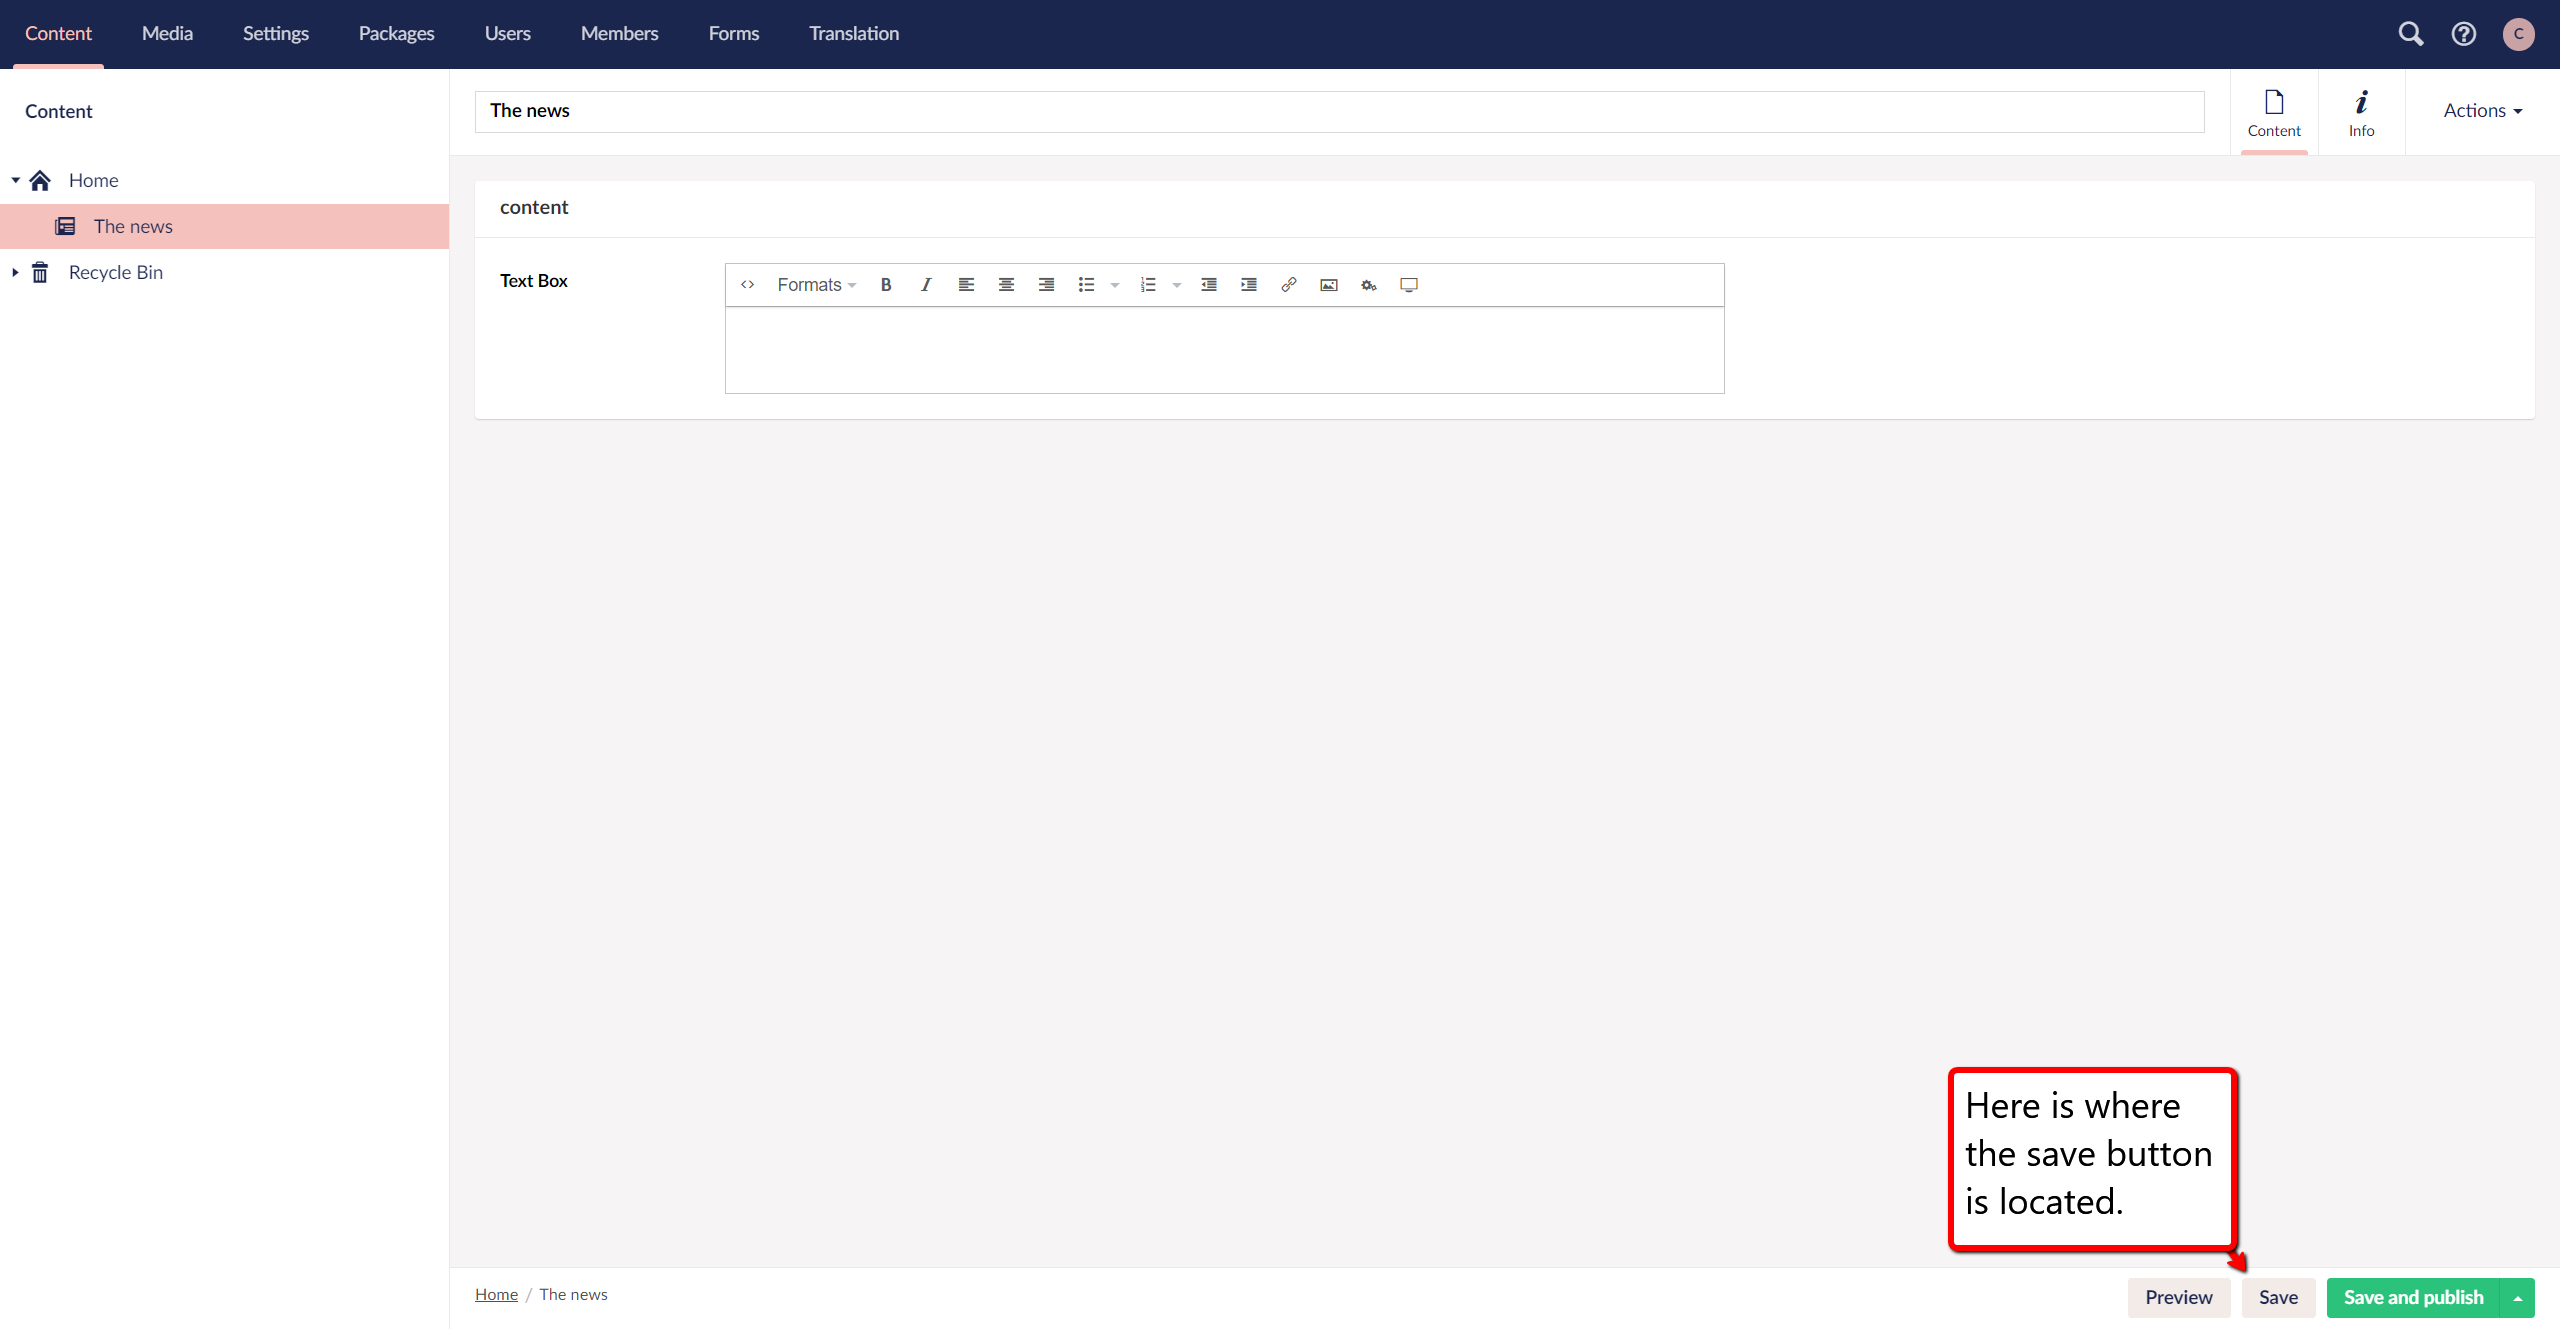 Content Media Settings Packages Users Members Forms Translation C
Content
The news
Content Info Actions
Home
The news
Recycle Bin
content
Text Box
Formats B I
Here is where
the save button
is located.
Home / The news
Preview Save Save and publish